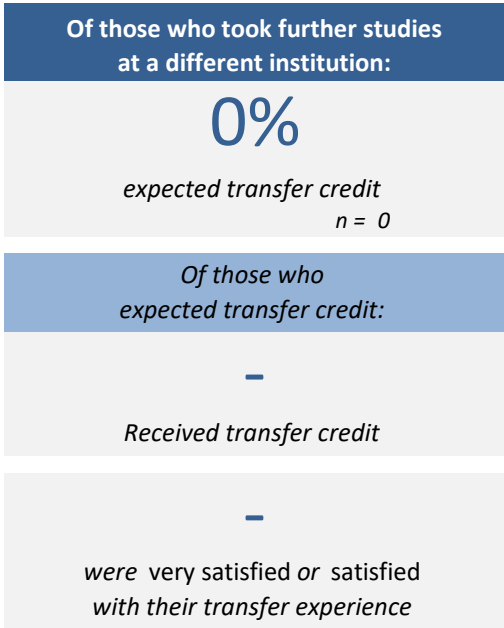 Of those who took further studies
at a different institution:
0%
expected transfer credit
n = 0
Of those who
expected transfer credit:
-
Received transfer credit
-
were very satisfied or satisfied
with their transfer experience